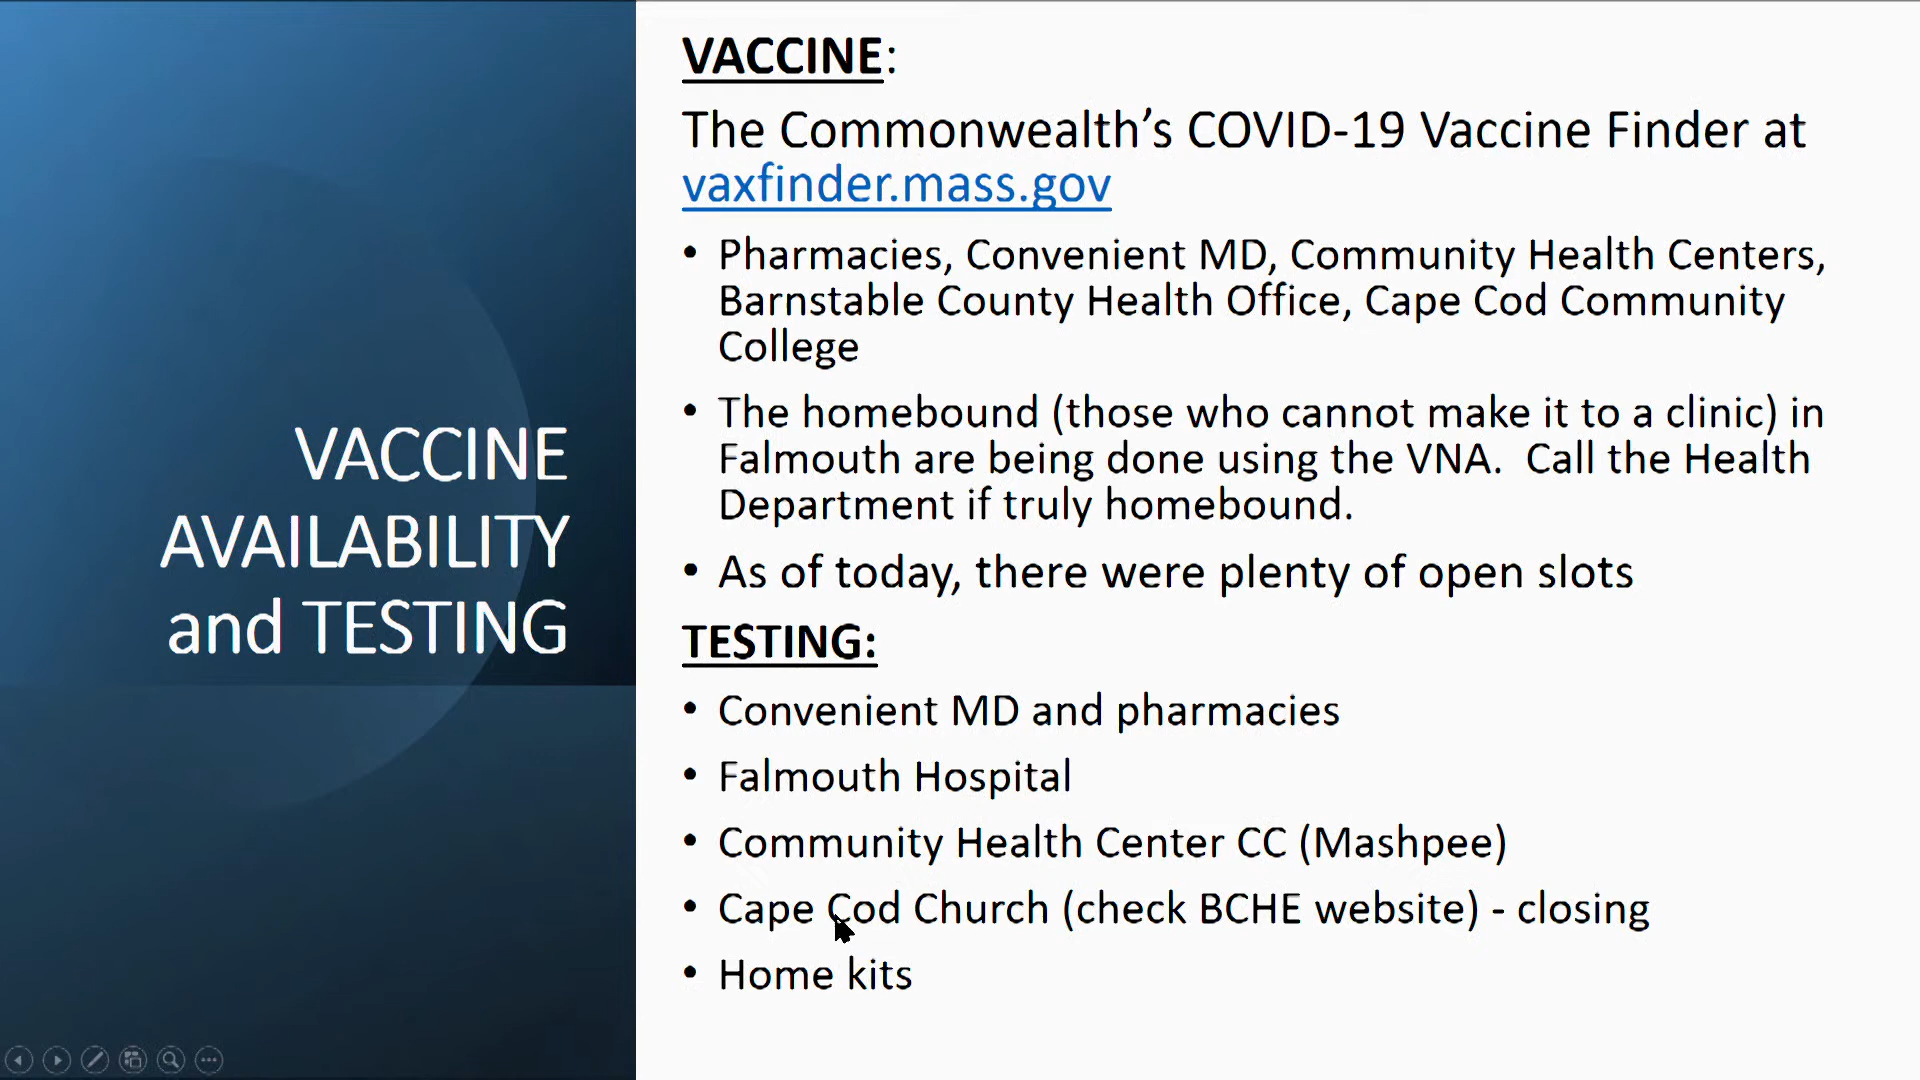 VACCINE
AVAILABILITY
and TESTING
VACCINE:
The Commonwealth’s COVID-19 Vaccine Finder at
vaxfinder.mass.gov
• Pharmacies, Convenient MD, Community Health Centers,
Barnstable County Health Office, Cape Cod Community
College
• The homebound (those who cannot make it to a clinic) in
Falmouth are being done using the VNA.  Call the Health
Department if truly homebound.
• As of today, there were plenty of open slots
TESTING:
• Convenient MD and pharmacies
• Falmouth Hospital
• Community Health Center CC (Mashpee)
• Cape Cod Church (check BCHE website) - closing
• Home kits